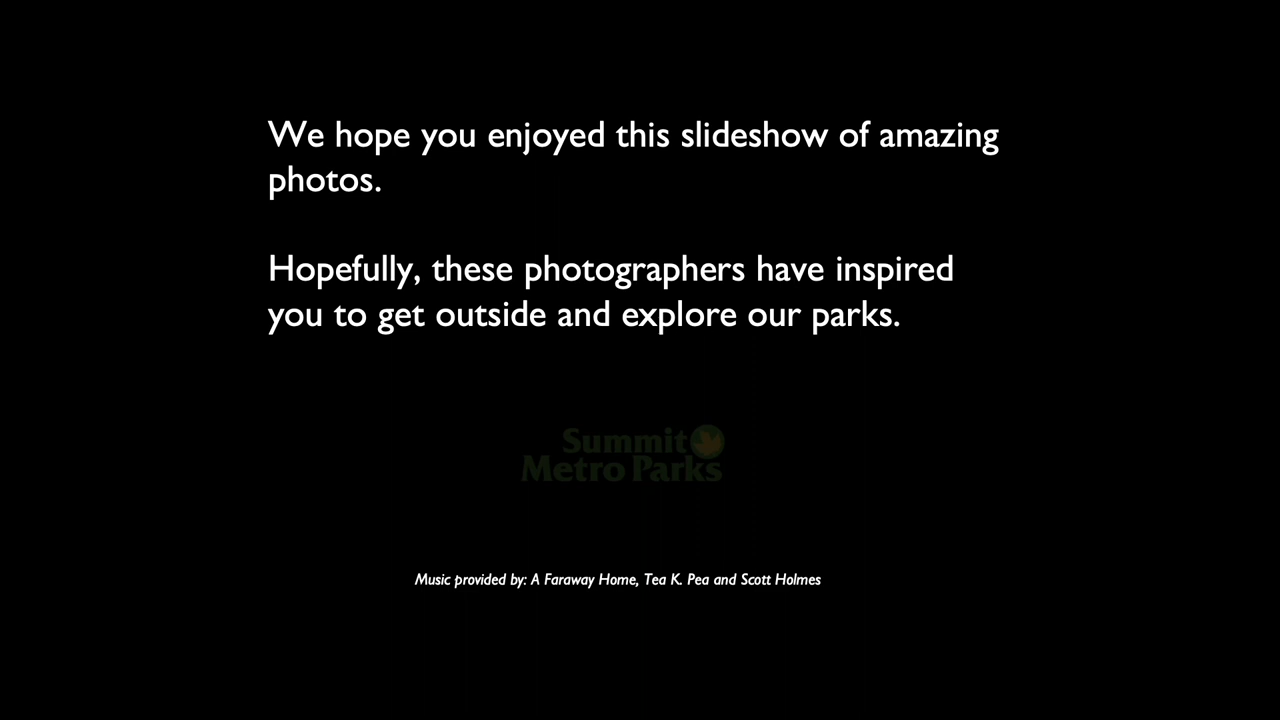 We hope you enjoyed this slideshow of amazing
photos.
Hopefully, these photographers have inspired
you to get outside and explore our parks.
Summit
Metro Parks
Music provided by: A Faraway Home, Tea K. Pea and Scott Holmes